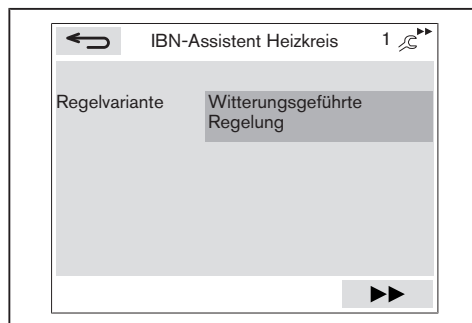 IBN-Assistent Heizkreis 1
Regelvariante Witterungsgeführte
Regelung